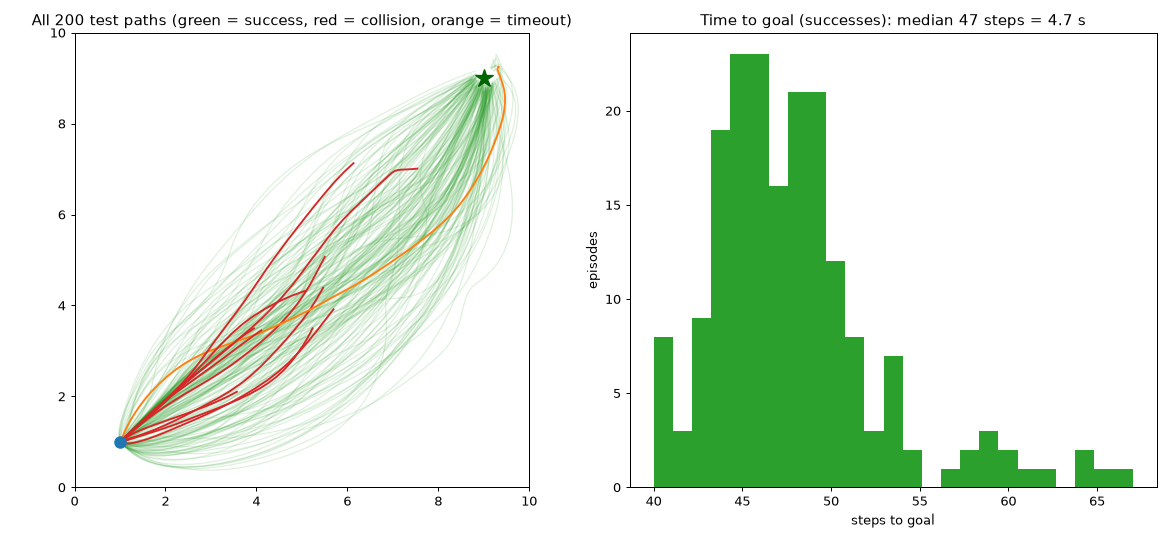 All 200 test paths (green = success, red = collision, orange = timeout)
10
8
6
4
2
0
0 2 4 6 8 10
Time to goal (successes): median 47 steps = 4.7 s
episodes
20
15
10
5
0
40 45 50 55 60 65
steps to goal